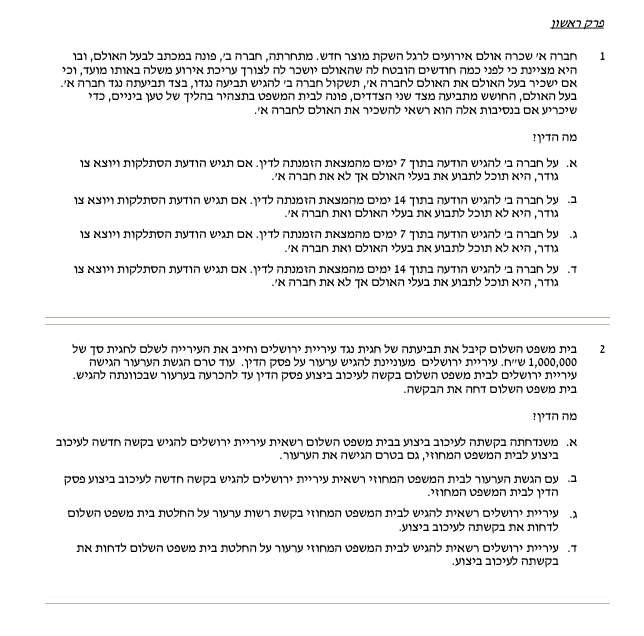 פרק ראשון
1 חברה א' שכרה אולם אירועים לרגל השקת מוצר חדש. מתחרתה, חברה ב', פונה במכתב לבעל האולם, ובו
היא מציינת כי לפני כמה חודשים הובטח לה שהאולם יושכר לה לצורך עריכת אירוע משלה באותו מועד, וכי
אם ישכיר בעל האולם את האולם לחברה א', תשקול חברה ב' להגיש תביעה נגדו, בצד תביעתה נגד חברה א'.
בעל האולם, החושש מתביעה מצד שני הצדדים, פונה לבית המשפט בתצהיר בהליך של טען ביניים, כדי
שיכריע אם בנסיבות אלה הוא רשאי להשכיר את האולם לחברה א'.
מה הדין?
א. על חברה ב' להגיש הודעה בתוך 7 ימים מהמצאת הזמנתה לדין. אם תגיש הודעת הסתלקות ויוצא צו
גודר, היא תוכל לתבוע את בעלי האולם אך לא את חברה א'.
ב. על חברה ב' להגיש הודעה בתוך 14 ימים מהמצאת הזמנתה לדין. אם תגיש הודעת הסתלקות ויוצא צו
גודר, היא לא תוכל לתבוע את בעלי האולם ואת חברה א'.
ג. על חברה ב' להגיש הודעה בתוך 7 ימים מהמצאת הזמנתה לדין. אם תגיש הודעת הסתלקות ויוצא צו
גודר, היא לא תוכל לתבוע את בעלי האולם ואת חברה א'.
ד. על חברה ב' להגיש הודעה בתוך 14 ימים מהמצאת הזמנתה לדין. אם תגיש הודעת הסתלקות ויוצא צו
גודר, היא תוכל לתבוע את בעלי האולם אך לא את חברה א'.
2 בית משפט השלום קיבל את תביעתה של חגית נגד עיריית ירושלים וחייב את העירייה לשלם לחגית סך של
1,000,000 ש"ח. עיריית ירושלים מעוניינת להגיש ערעור על פסק הדין. עוד טרם הגשת הערעור הגישה
עיריית ירושלים לבית משפט השלום בקשה לעיכוב ביצוע פסק הדין עד להכרעה בערעור שבכוונתה להגיש.
בית משפט השלום דחה את הבקשה.
מה הדין?
א. משנדחתה בקשתה לעיכוב ביצוע בבית משפט השלום רשאית עיריית ירושלים להגיש בקשה חדשה לעיכוב
ביצוע לבית המשפט המחוזי, גם בטרם הגישה את הערעור.
ב. עם הגשת הערעור לבית המשפט המחוזי רשאית עיריית ירושלים להגיש בקשה חדשה לעיכוב ביצוע פסק
הדין לבית המשפט המחוזי.
ג. עיריית ירושלים רשאית להגיש לבית המשפט המחוזי בקשת רשות ערעור על החלטת בית משפט השלום
לדחות את בקשתה לעיכוב ביצוע.
ד. עיריית ירושלים רשאית להגיש לבית המשפט המחוזי ערעור על החלטת בית משפט השלום לדחות את
בקשתה לעיכוב ביצוע.